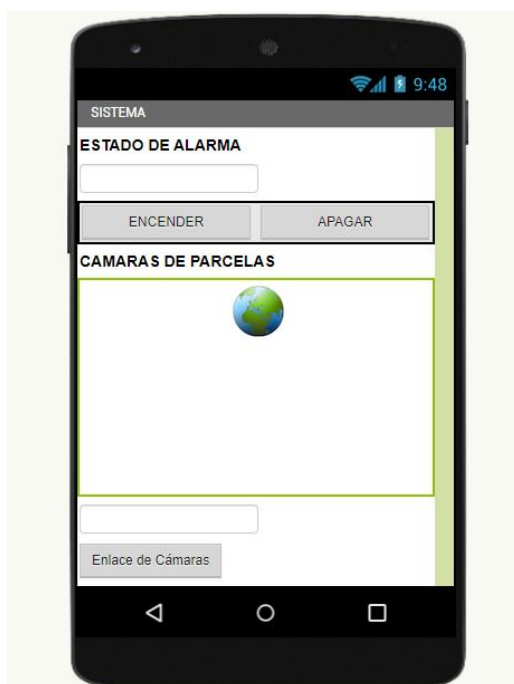 9:48
SISTEMA
ESTADO DE ALARMA
ENCENDER APAGAR
CAMARAS DE PARCELAS
Enlace de Cámaras